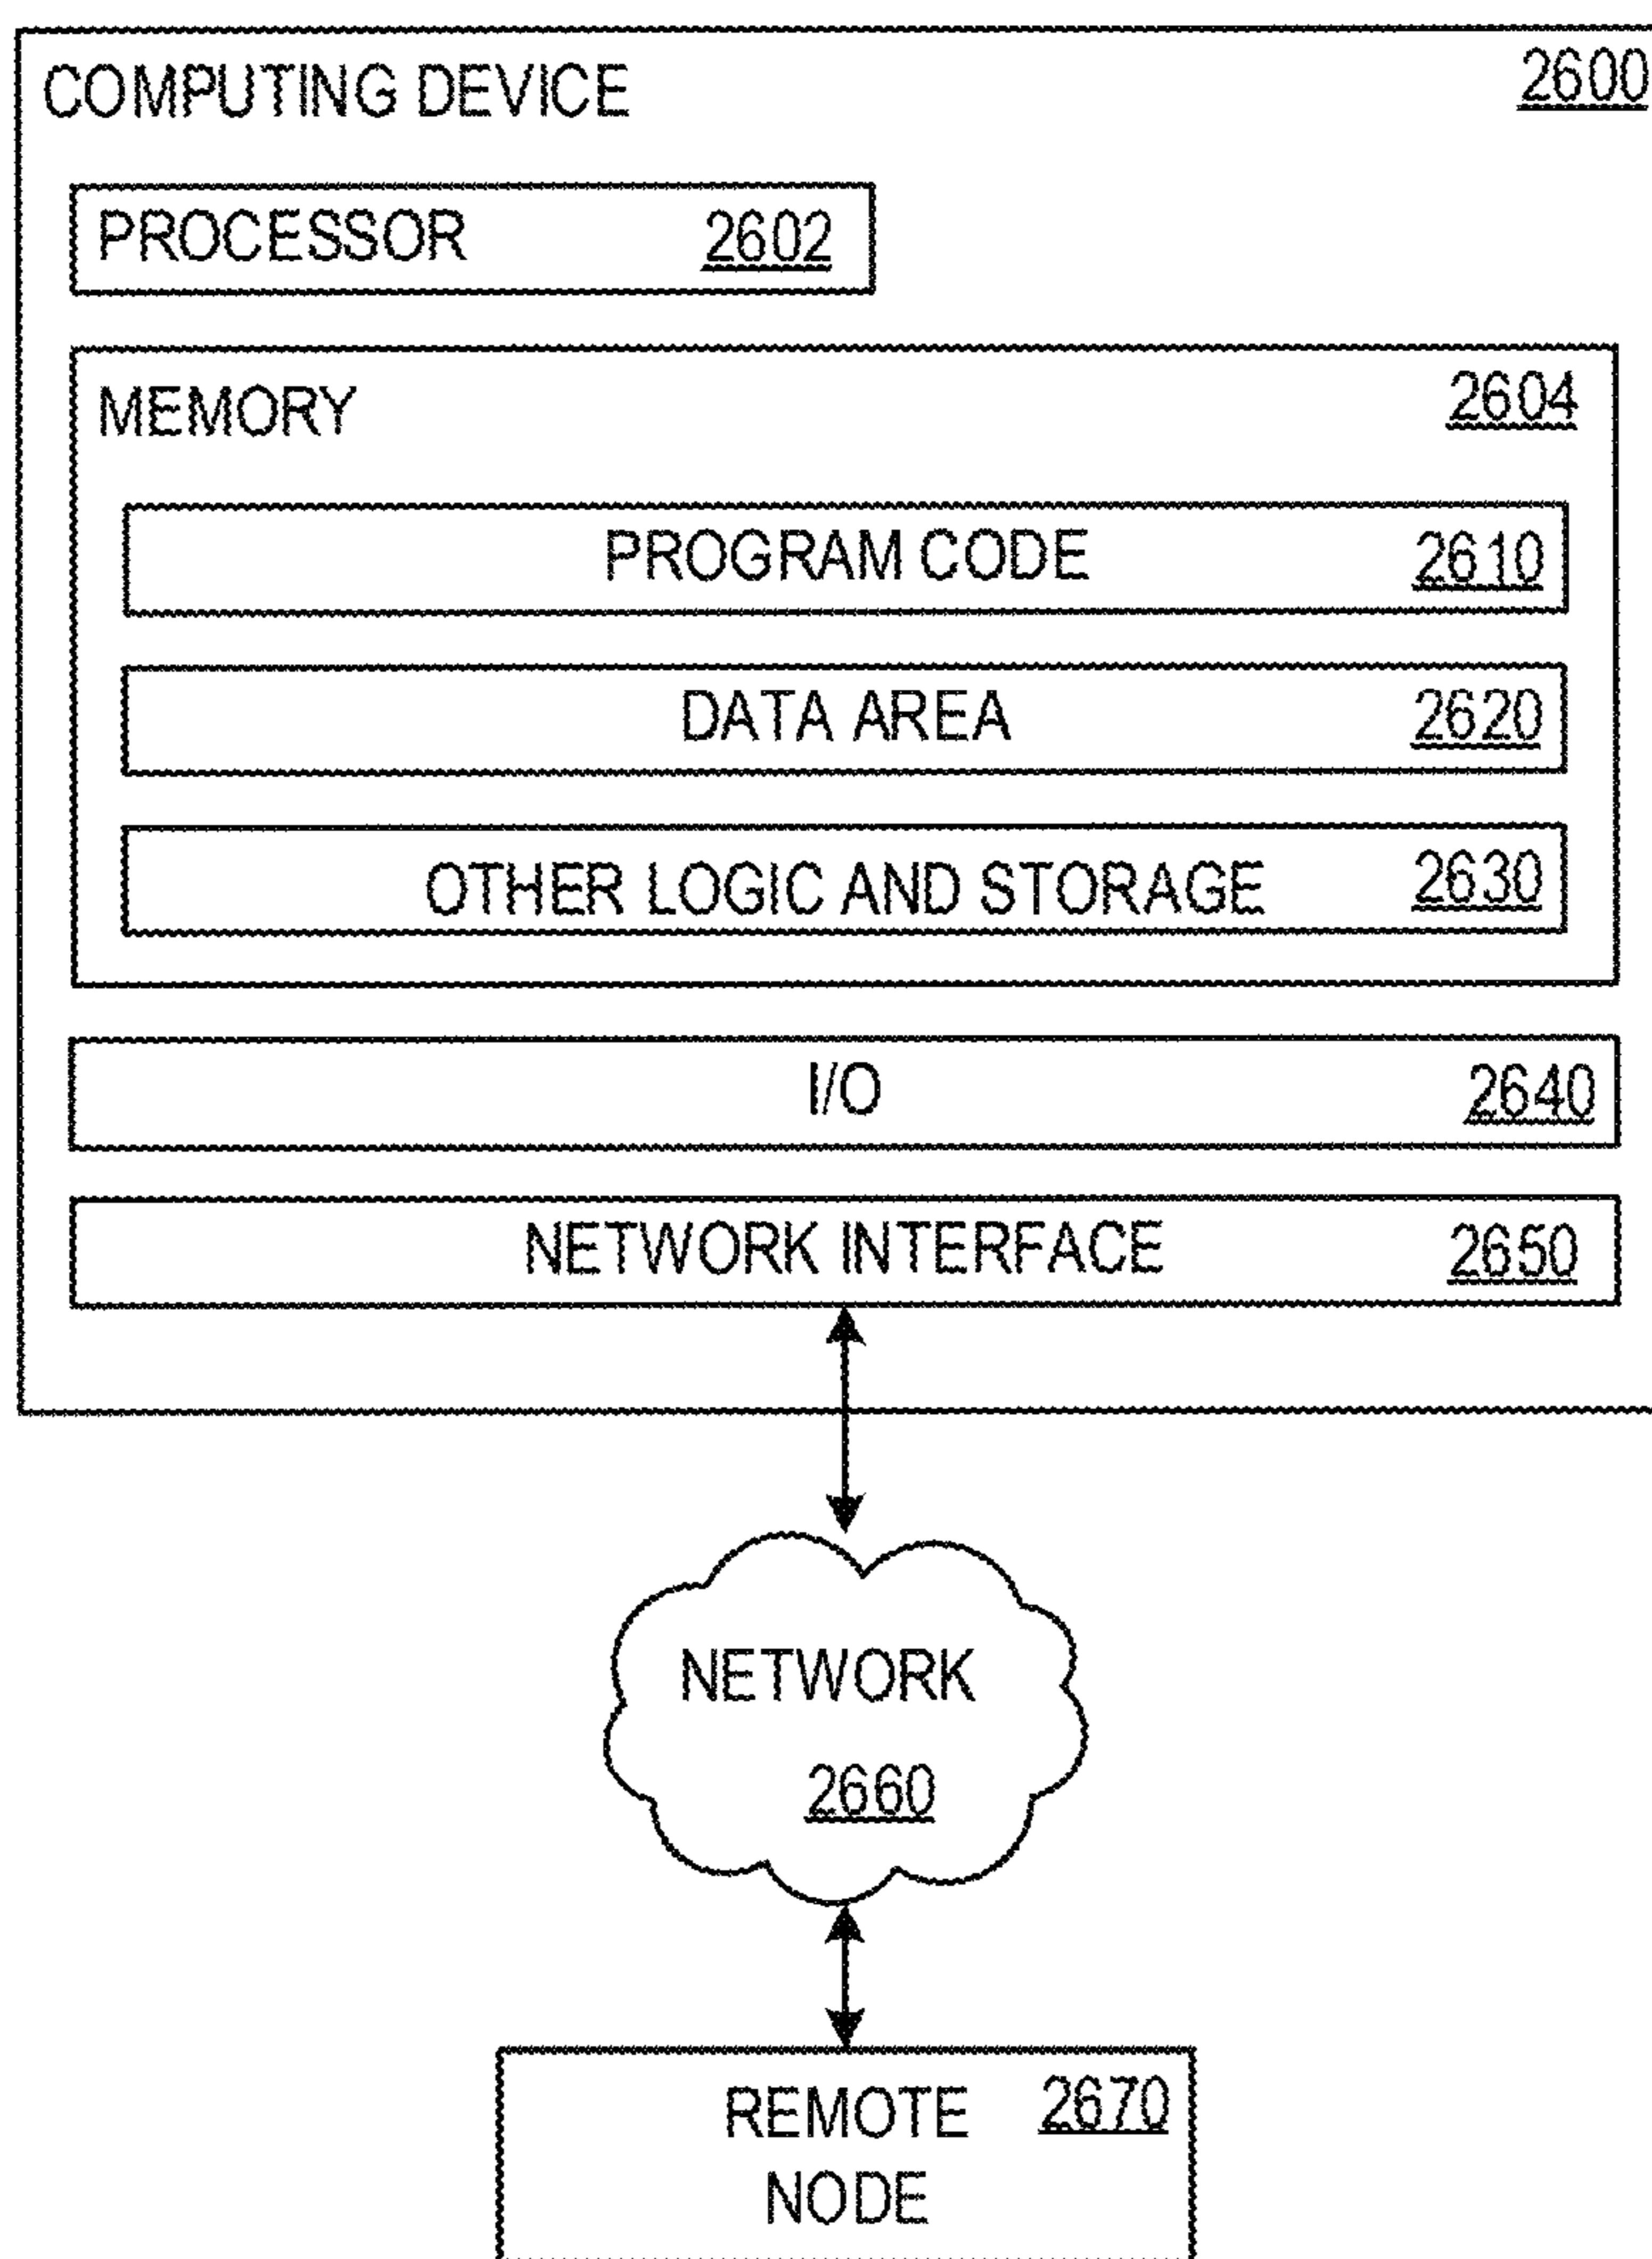 COMPUTING DEVICE 2600
PROCESSOR 2602
MEMORY 2604
PROGRAM CODE 2610
DATA AREA 2620
OTHER LOGIC AND STORAGE 2630
I/O 2640
NETWORK INTERFACE 2650
NETWORK
2660
REMOTE 2670
NODE